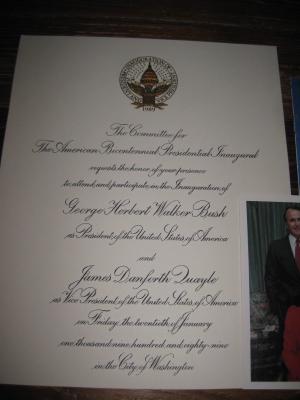 1989
The Committee for
The American Bicentennial Presidential Inaugural
requests the honor of your presence
to attend and participate in the Inauguration of
George Herbert Walker Bush
as President of the United States of America
and
James Danforth Quayle
as Vice President of the United States of America
on Friday the twentieth of January
one thousand nine hundred and eighty-nine
in the City of Washington